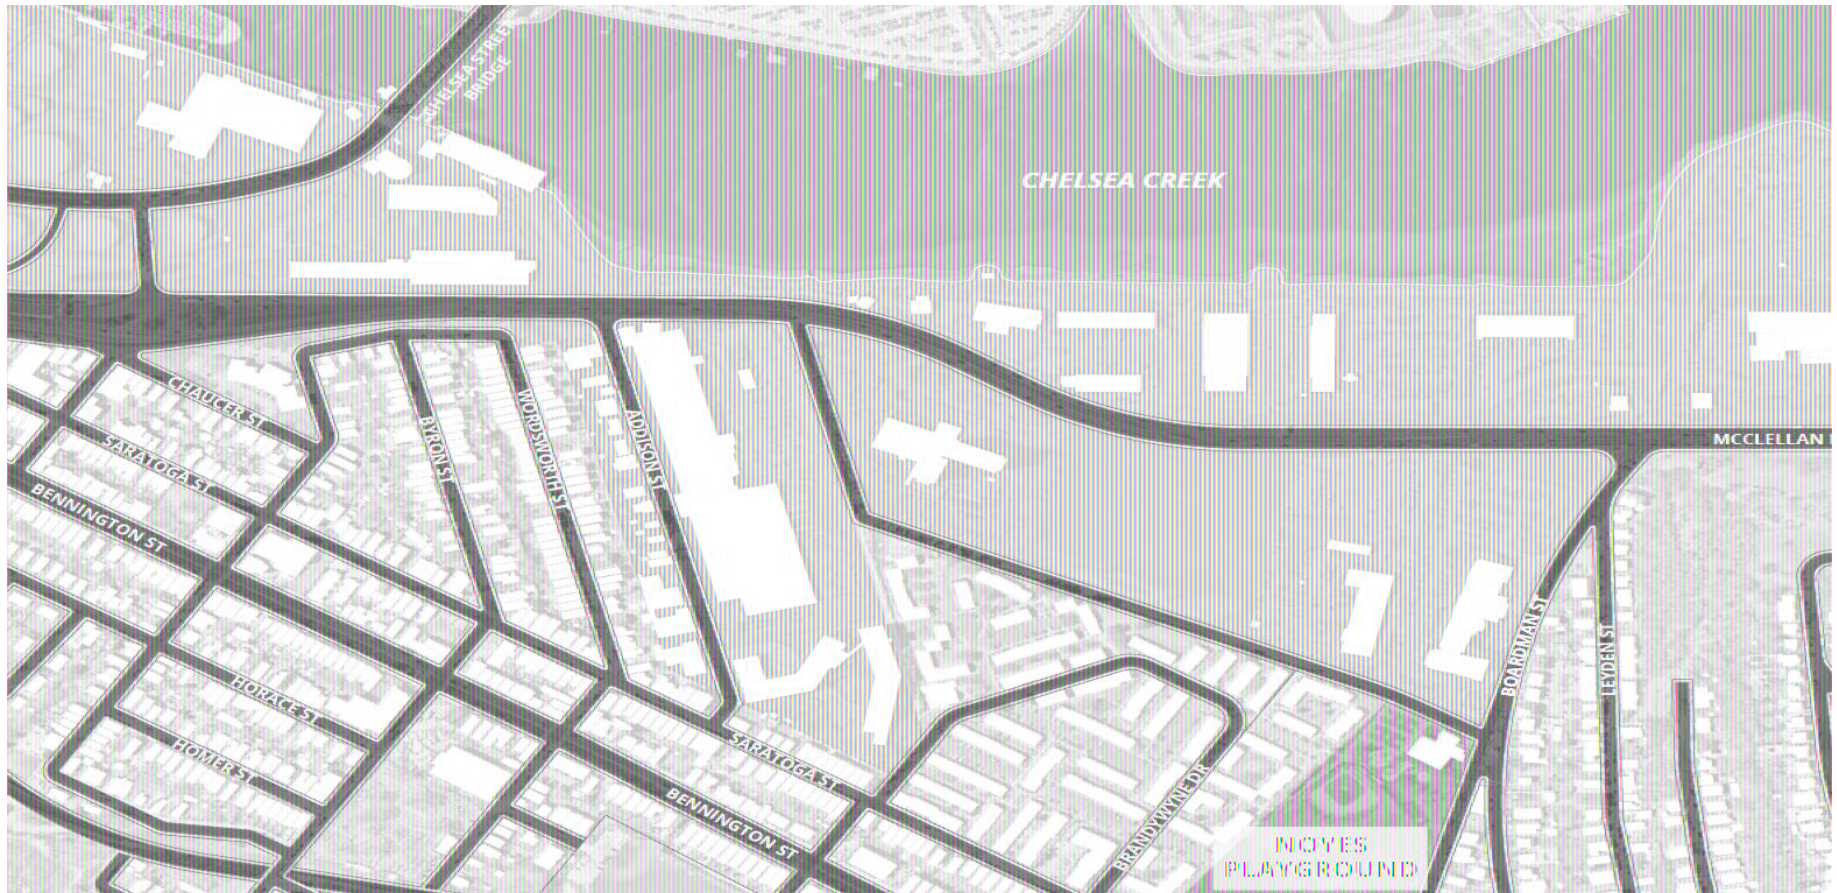 CHELSEA STREET
BRIDGE
CHELSEA CREEK
CHAUCER ST
SARATOGA ST
BENNINGTON ST
BYRON ST
WORDSWORTH ST
ADDISON ST
MCCLELLAN
HORACE ST
HOMER ST
SARATOGA ST
BENNINGTON ST
BRANDYWYNE DR
BOARDMAN ST
LEYDEN ST
NOYES
PLAYGROUND